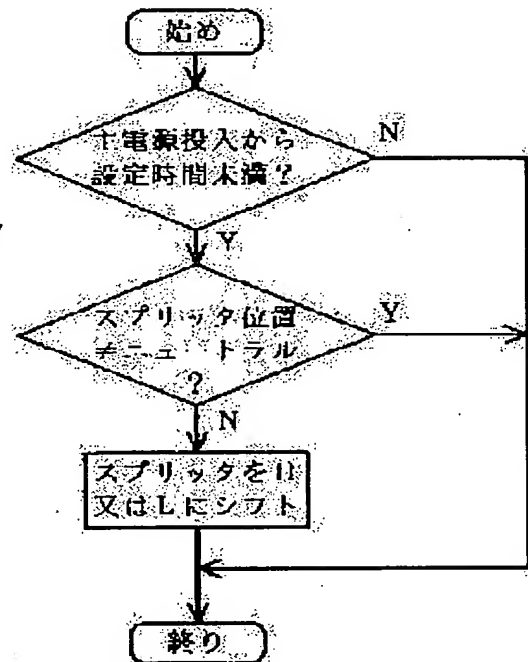 始め
主電源投入から
設定時間未満？
N
Y
スプリッタ位置
≠ニュートラル
？
Y
N
スプリッタをH
又はLにシフト
終り